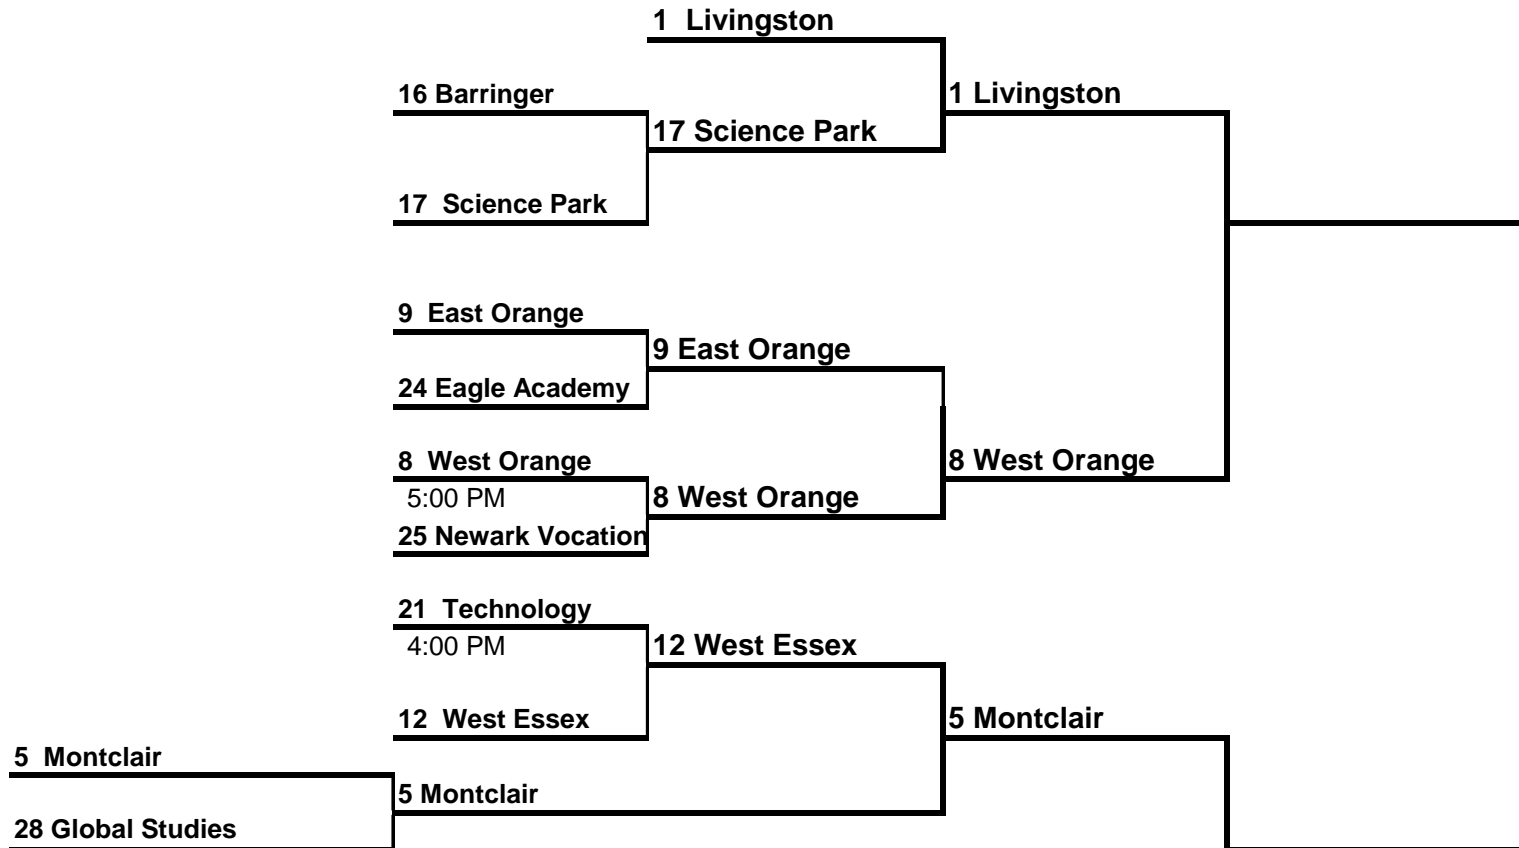 1 Livingston
16 Barringer
1 Livingston
17 Science Park
17 Science Park
9 East Orange
9 East Orange
24 Eagle Academy
8 West Orange
8 West Orange
5:00 PM
8 West Orange
25 Newark Vocation
21 Technology
4:00 PM
12 West Essex
12 West Essex
5 Montclair
5 Montclair
5 Montclair
28 Global Studies